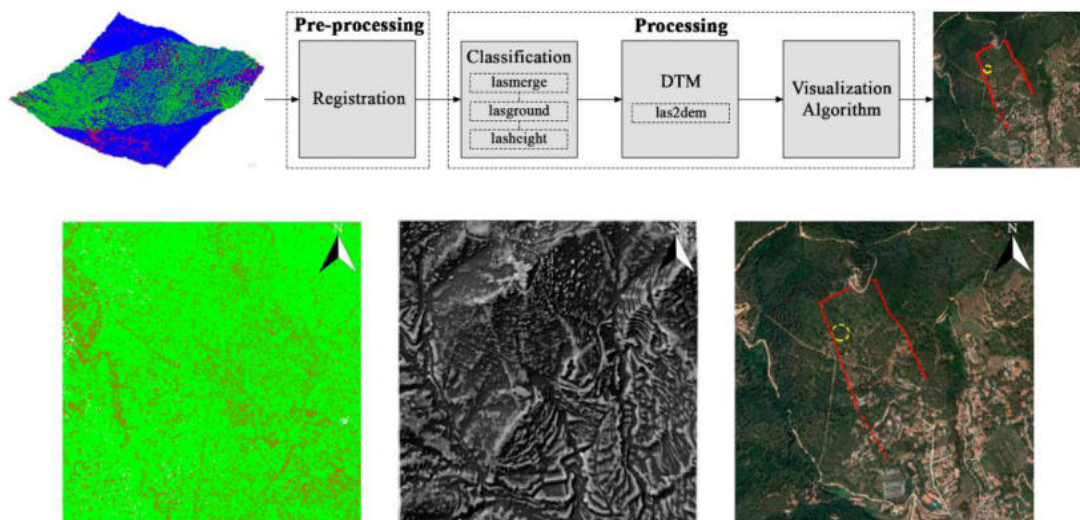 Pre-processing
Processing
Registration
Classification
lasmerge
lasground
lasheight
DTM
las2dem
Visualization
Algorithm
N
N
N